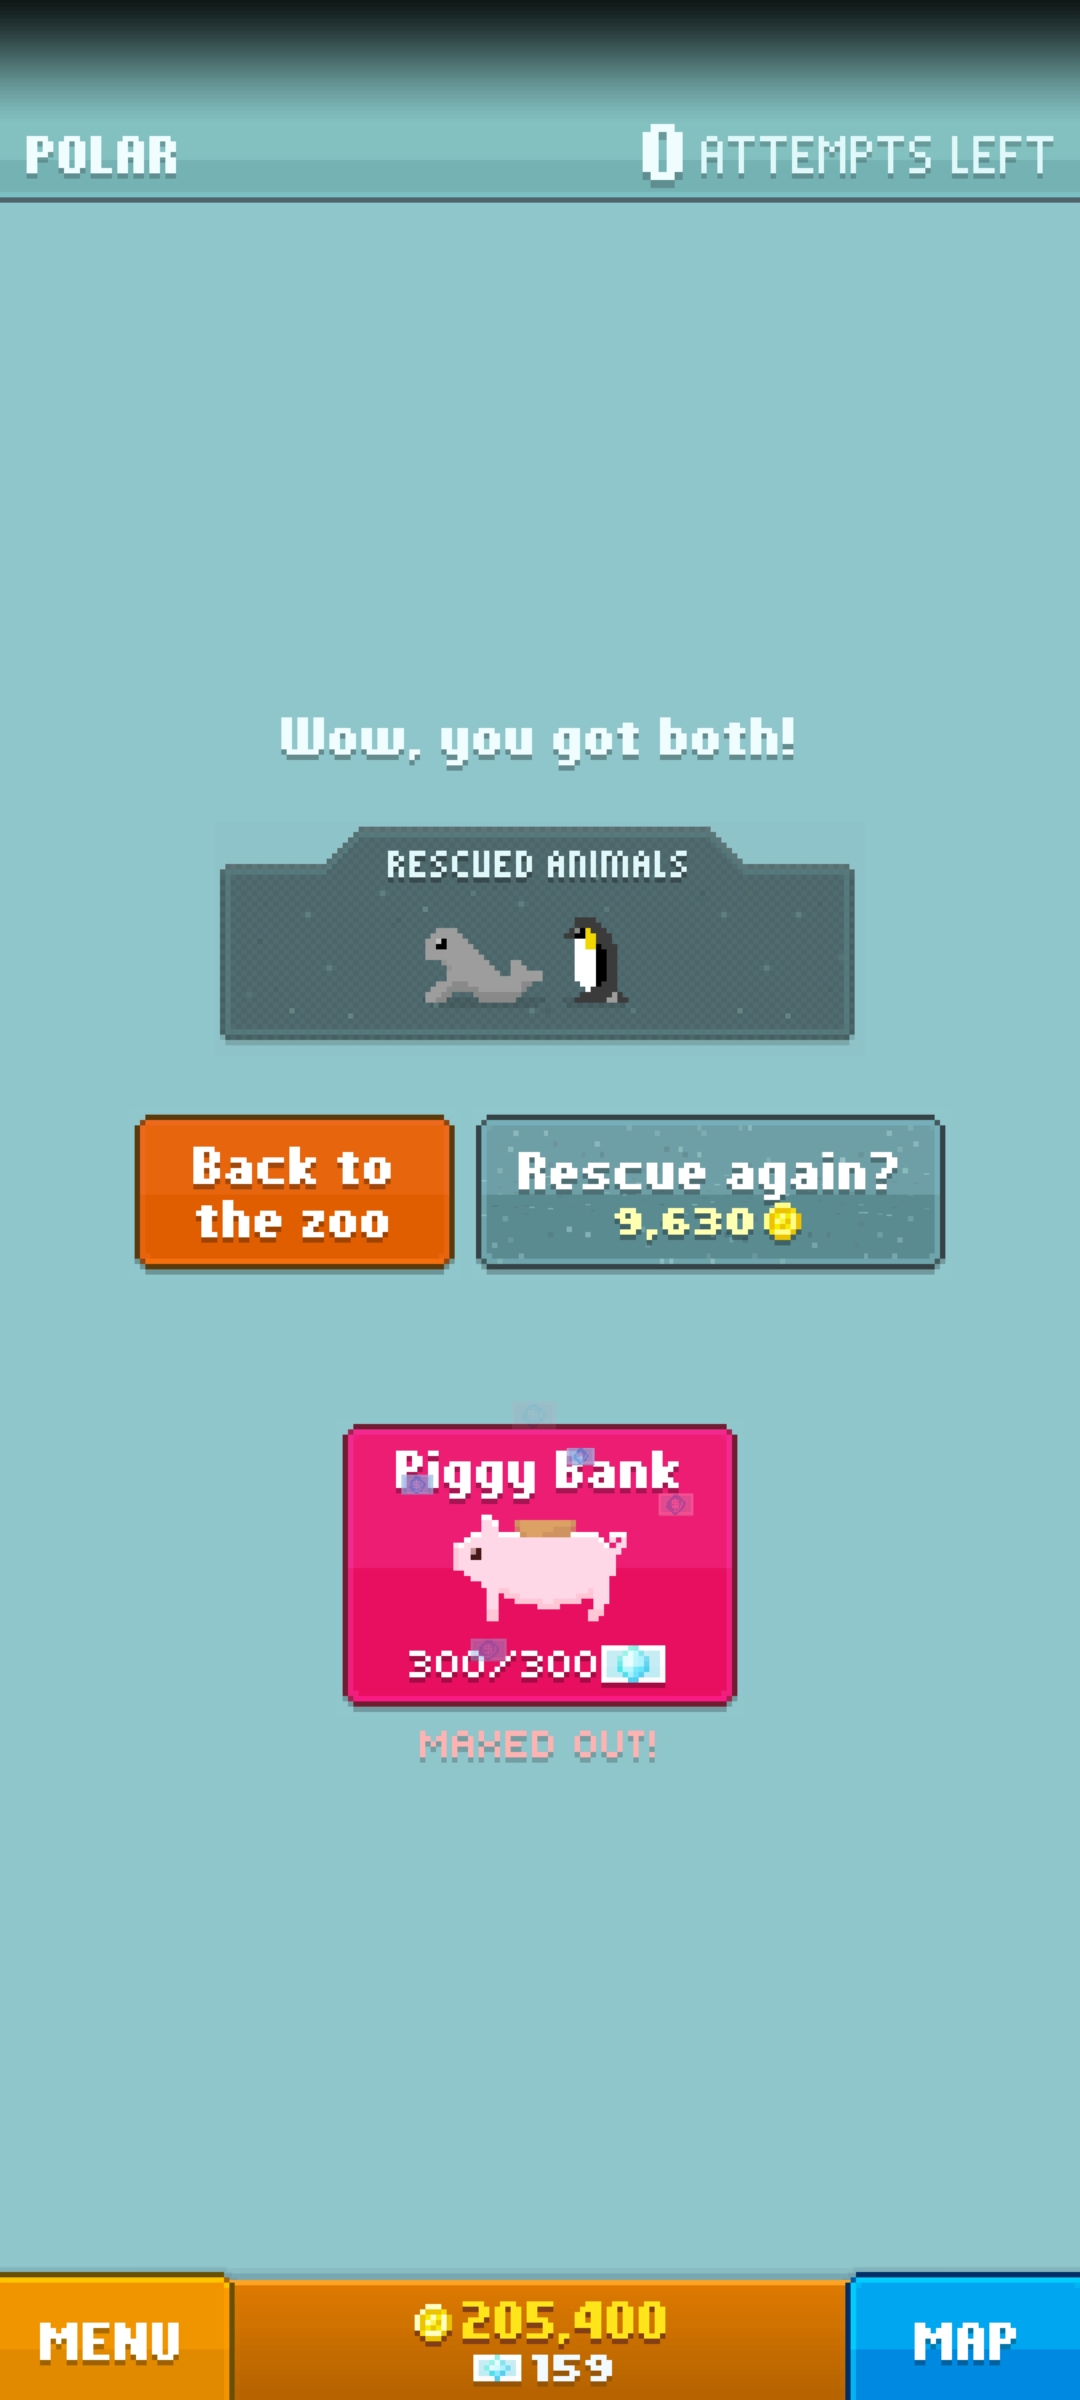 POLAR
0 ATTEMPTS LEFT
Wow, you got both!
RESCUED ANIMALS
Back to
the zoo
Rescue again?
9,630
Piggy Bank
300/300
MAXED OUT!
MENU
205,400
159
MAP